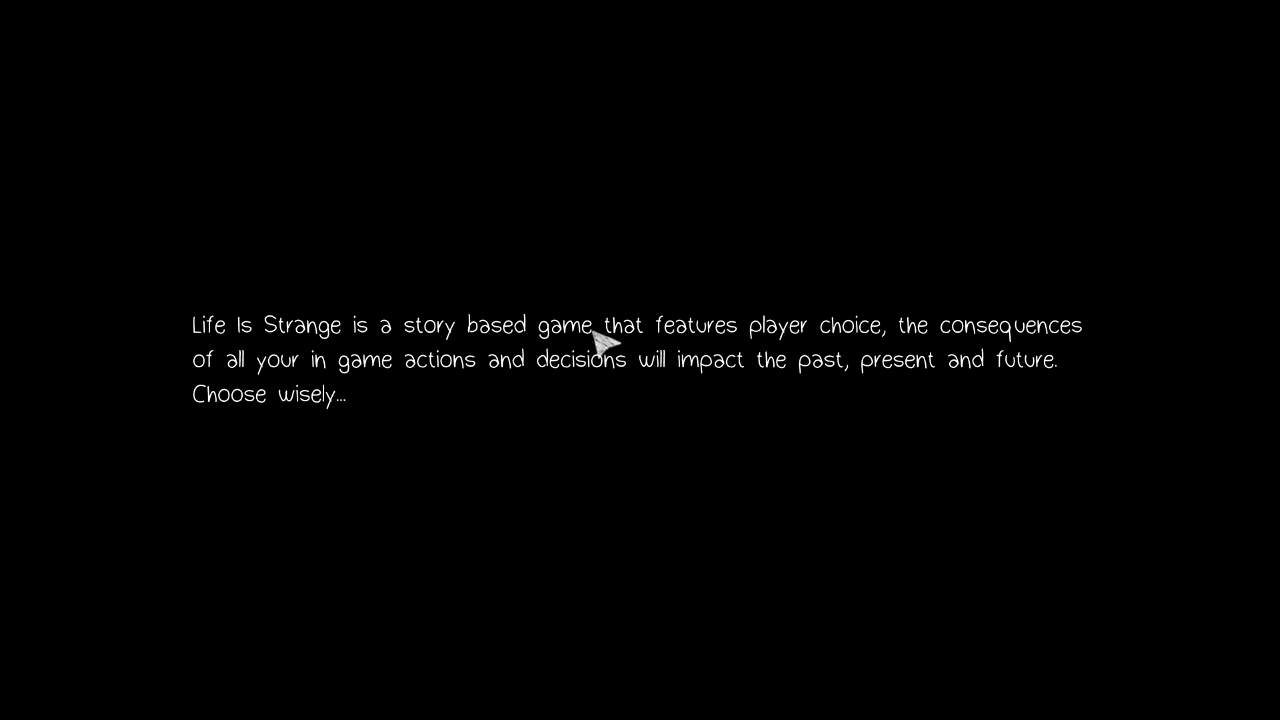 Life Is Strange is a story based game that features player choice, the consequences
of all your in game actions and decisions will impact the past, present and future.
Choose wisely...